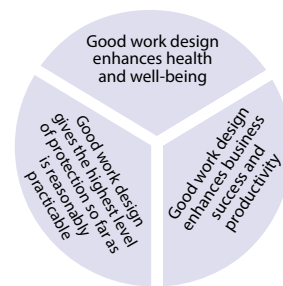 Good work design
enhances health
and well-being
Good work design
gives the highest level
of protection so far as
is reasonably
practicable
Good work design
enhances business
success and
productivity